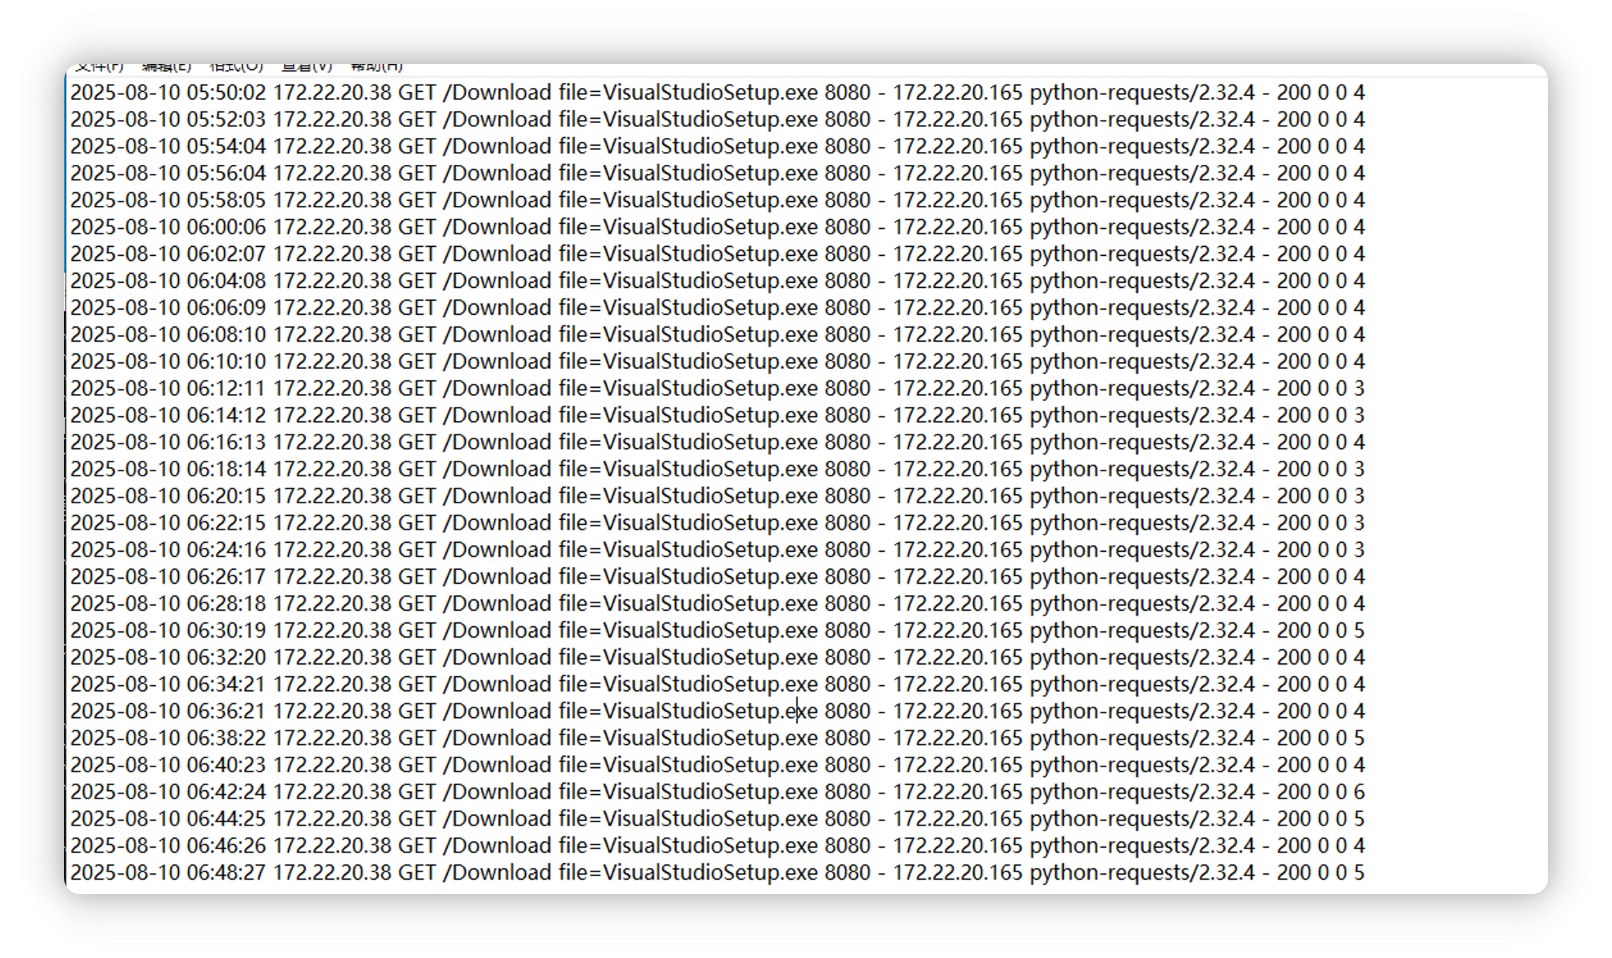 文件(F) 编辑(E) 格式(O) 查看(V) 帮助(H)
2025-08-10 05:50:02 172.22.20.38 GET /Download file=VisualStudioSetup.exe 8080 - 172.22.20.165 python-requests/2.32.4 - 200 0 0 4
2025-08-10 05:52:03 172.22.20.38 GET /Download file=VisualStudioSetup.exe 8080 - 172.22.20.165 python-requests/2.32.4 - 200 0 0 4
2025-08-10 05:54:04 172.22.20.38 GET /Download file=VisualStudioSetup.exe 8080 - 172.22.20.165 python-requests/2.32.4 - 200 0 0 4
2025-08-10 05:56:04 172.22.20.38 GET /Download file=VisualStudioSetup.exe 8080 - 172.22.20.165 python-requests/2.32.4 - 200 0 0 4
2025-08-10 05:58:05 172.22.20.38 GET /Download file=VisualStudioSetup.exe 8080 - 172.22.20.165 python-requests/2.32.4 - 200 0 0 4
2025-08-10 06:00:06 172.22.20.38 GET /Download file=VisualStudioSetup.exe 8080 - 172.22.20.165 python-requests/2.32.4 - 200 0 0 4
2025-08-10 06:02:07 172.22.20.38 GET /Download file=VisualStudioSetup.exe 8080 - 172.22.20.165 python-requests/2.32.4 - 200 0 0 4
2025-08-10 06:04:08 172.22.20.38 GET /Download file=VisualStudioSetup.exe 8080 - 172.22.20.165 python-requests/2.32.4 - 200 0 0 4
2025-08-10 06:06:09 172.22.20.38 GET /Download file=VisualStudioSetup.exe 8080 - 172.22.20.165 python-requests/2.32.4 - 200 0 0 4
2025-08-10 06:08:10 172.22.20.38 GET /Download file=VisualStudioSetup.exe 8080 - 172.22.20.165 python-requests/2.32.4 - 200 0 0 4
2025-08-10 06:10:10 172.22.20.38 GET /Download file=VisualStudioSetup.exe 8080 - 172.22.20.165 python-requests/2.32.4 - 200 0 0 4
2025-08-10 06:12:11 172.22.20.38 GET /Download file=VisualStudioSetup.exe 8080 - 172.22.20.165 python-requests/2.32.4 - 200 0 0 3
2025-08-10 06:14:12 172.22.20.38 GET /Download file=VisualStudioSetup.exe 8080 - 172.22.20.165 python-requests/2.32.4 - 200 0 0 3
2025-08-10 06:16:13 172.22.20.38 GET /Download file=VisualStudioSetup.exe 8080 - 172.22.20.165 python-requests/2.32.4 - 200 0 0 4
2025-08-10 06:18:14 172.22.20.38 GET /Download file=VisualStudioSetup.exe 8080 - 172.22.20.165 python-requests/2.32.4 - 200 0 0 3
2025-08-10 06:20:15 172.22.20.38 GET /Download file=VisualStudioSetup.exe 8080 - 172.22.20.165 python-requests/2.32.4 - 200 0 0 3
2025-08-10 06:22:15 172.22.20.38 GET /Download file=VisualStudioSetup.exe 8080 - 172.22.20.165 python-requests/2.32.4 - 200 0 0 3
2025-08-10 06:24:16 172.22.20.38 GET /Download file=VisualStudioSetup.exe 8080 - 172.22.20.165 python-requests/2.32.4 - 200 0 0 3
2025-08-10 06:26:17 172.22.20.38 GET /Download file=VisualStudioSetup.exe 8080 - 172.22.20.165 python-requests/2.32.4 - 200 0 0 4
2025-08-10 06:28:18 172.22.20.38 GET /Download file=VisualStudioSetup.exe 8080 - 172.22.20.165 python-requests/2.32.4 - 200 0 0 4
2025-08-10 06:30:19 172.22.20.38 GET /Download file=VisualStudioSetup.exe 8080 - 172.22.20.165 python-requests/2.32.4 - 200 0 0 5
2025-08-10 06:32:20 172.22.20.38 GET /Download file=VisualStudioSetup.exe 8080 - 172.22.20.165 python-requests/2.32.4 - 200 0 0 4
2025-08-10 06:34:21 172.22.20.38 GET /Download file=VisualStudioSetup.exe 8080 - 172.22.20.165 python-requests/2.32.4 - 200 0 0 4
2025-08-10 06:36:21 172.22.20.38 GET /Download file=VisualStudioSetup.exe 8080 - 172.22.20.165 python-requests/2.32.4 - 200 0 0 4
2025-08-10 06:38:22 172.22.20.38 GET /Download file=VisualStudioSetup.exe 8080 - 172.22.20.165 python-requests/2.32.4 - 200 0 0 5
2025-08-10 06:40:23 172.22.20.38 GET /Download file=VisualStudioSetup.exe 8080 - 172.22.20.165 python-requests/2.32.4 - 200 0 0 4
2025-08-10 06:42:24 172.22.20.38 GET /Download file=VisualStudioSetup.exe 8080 - 172.22.20.165 python-requests/2.32.4 - 200 0 0 6
2025-08-10 06:44:25 172.22.20.38 GET /Download file=VisualStudioSetup.exe 8080 - 172.22.20.165 python-requests/2.32.4 - 200 0 0 5
2025-08-10 06:46:26 172.22.20.38 GET /Download file=VisualStudioSetup.exe 8080 - 172.22.20.165 python-requests/2.32.4 - 200 0 0 4
2025-08-10 06:48:27 172.22.20.38 GET /Download file=VisualStudioSetup.exe 8080 - 172.22.20.165 python-requests/2.32.4 - 200 0 0 5